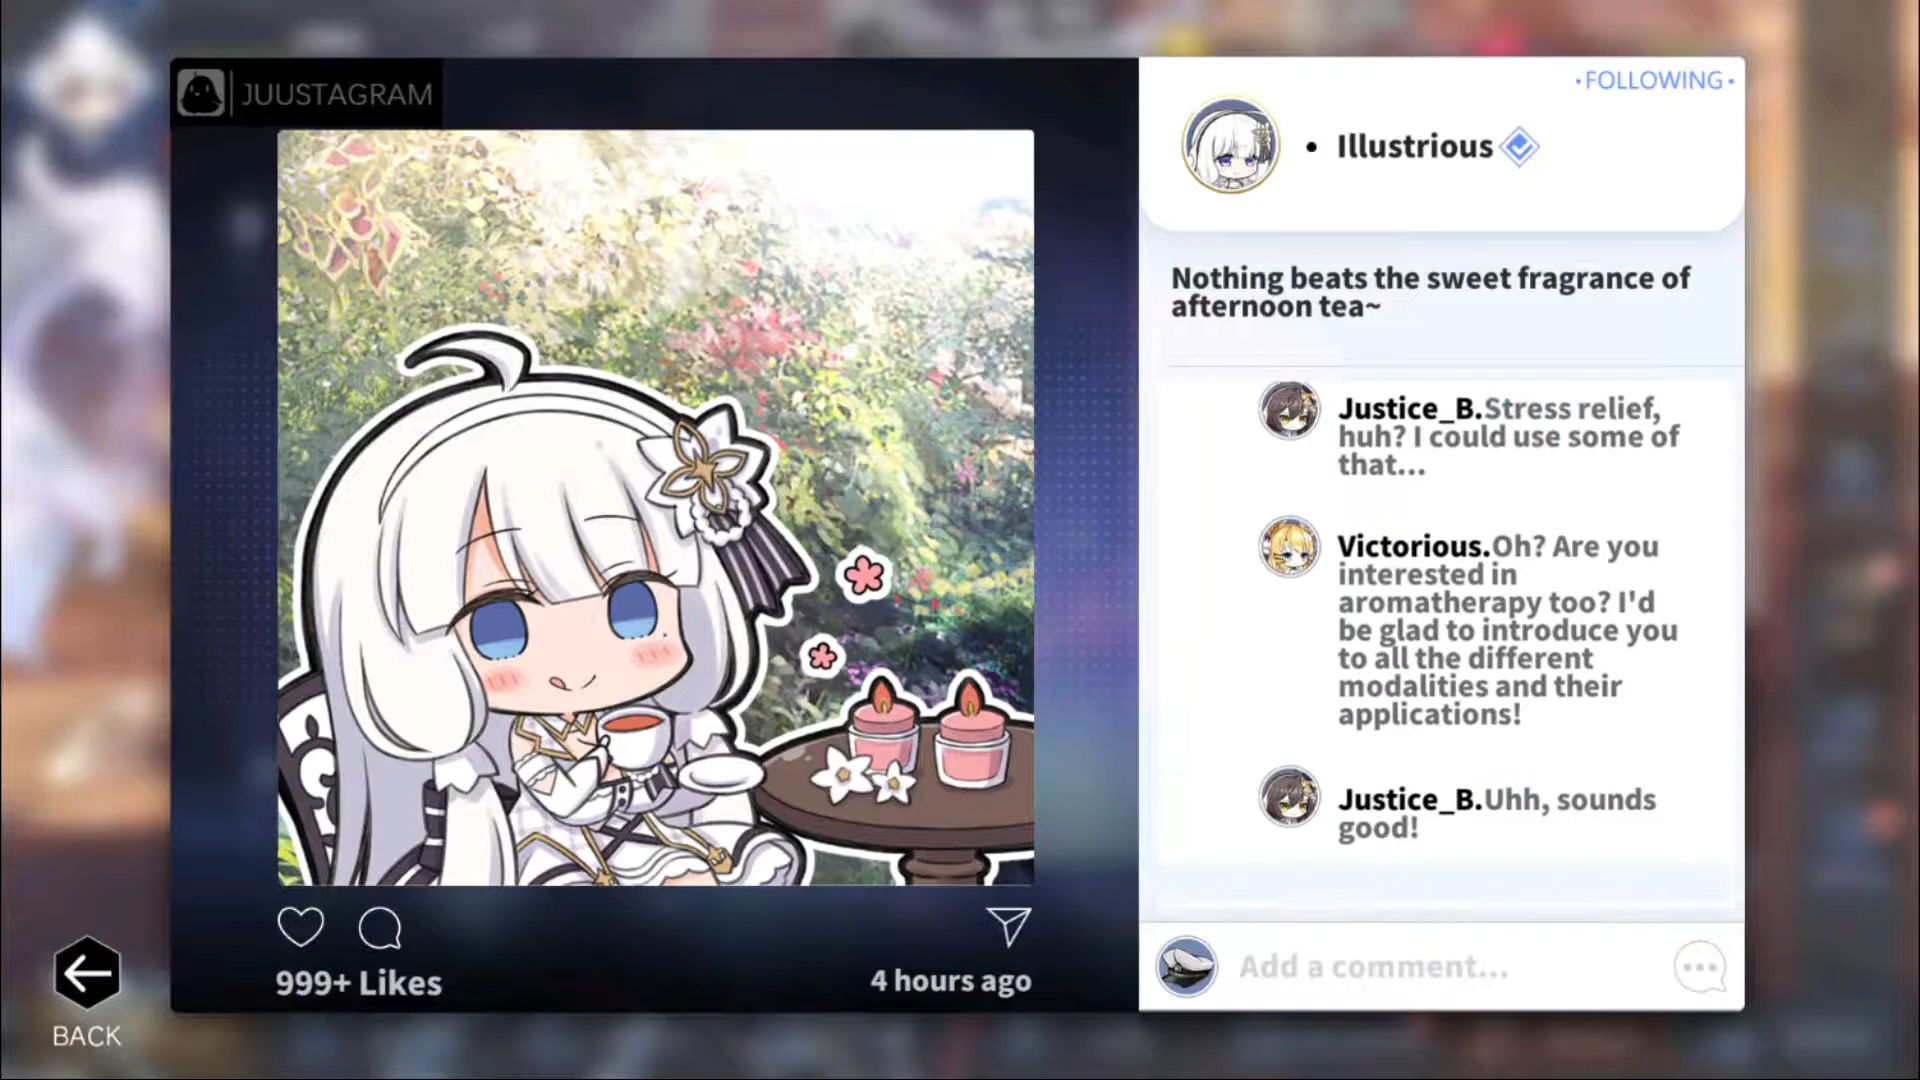 JUUSTAGRAM
•FOLLOWING•
• Illustrious
Nothing beats the sweet fragrance of
afternoon tea~
Justice_B.Stress relief,
huh? I could use some of
that...
Victorious.Oh? Are you
interested in
aromatherapy too? I'd
be glad to introduce you
to all the different
modalities and their
applications!
Justice_B.Uhh, sounds
good!
999+ Likes
4 hours ago
Add a comment...
BACK